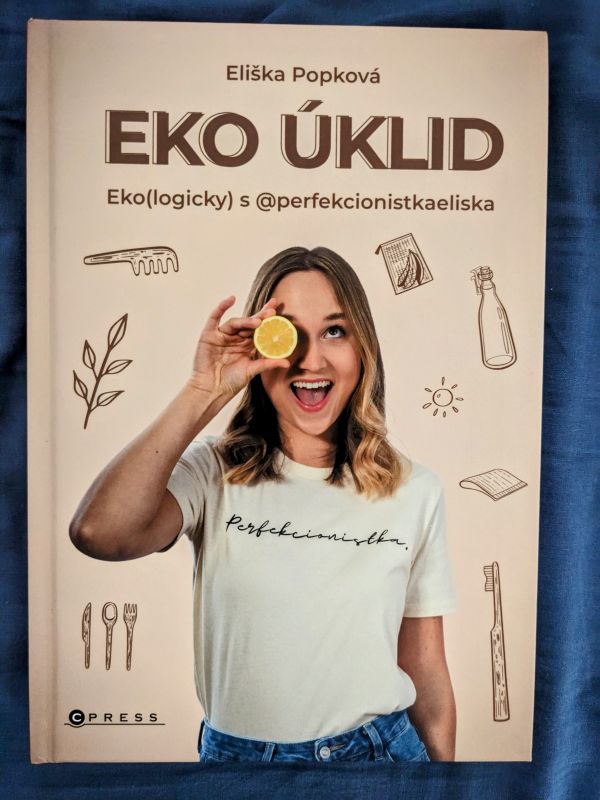 Eliška Popková
EKO ÚKLID
Eko(logicky) s @perfekcionistkaeliska
Perfekcionistka.
CPRESS